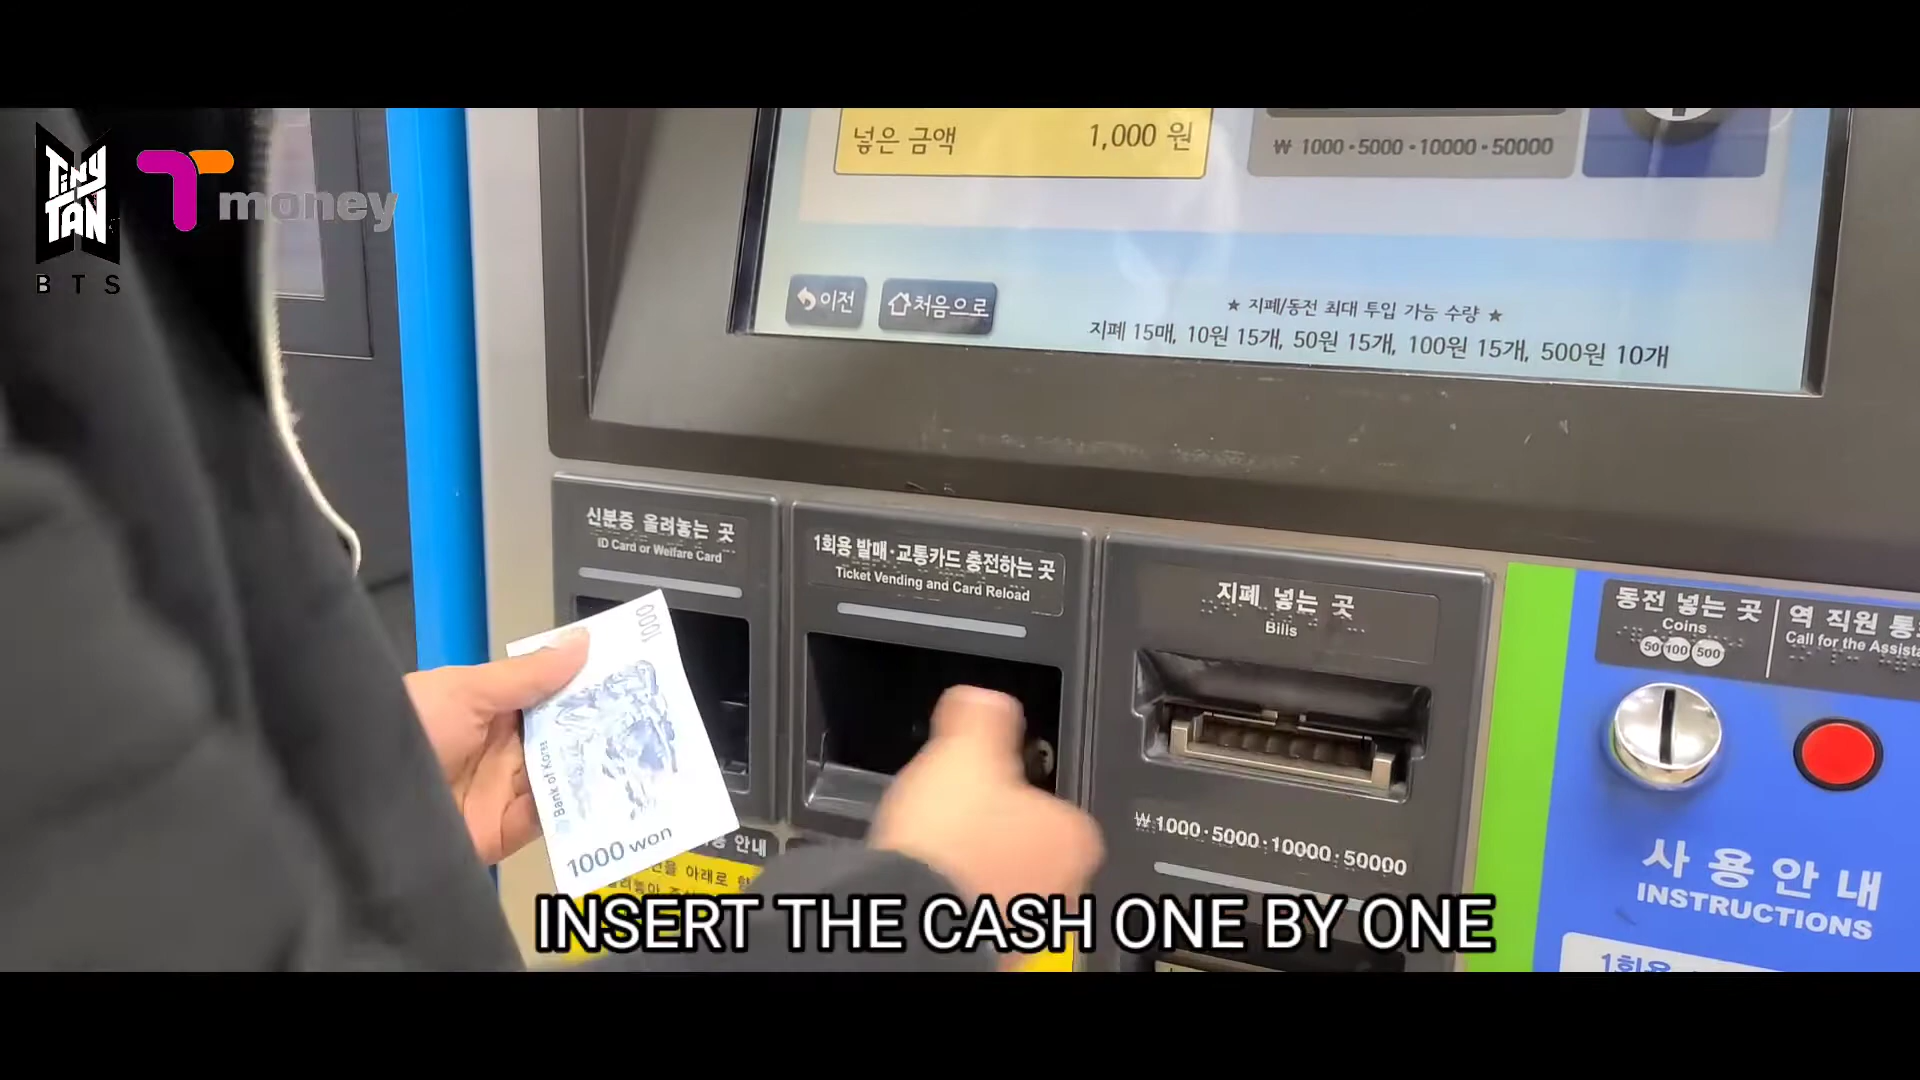 TINY
TAN
BTS
T money
넣은 금액 1,000 원
₩ 1000·5000·10000·50000
이전
처음으로
★ 지폐/동전 최대 투입 가능 수량 ★
지폐 15매, 10원 15개, 50원 15개, 100원 15개, 500원 10개
신분증 올려놓는 곳
ID Card or Welfare Card
1회용 발매·교통카드 충전하는 곳
Ticket Vending and Card Reload
지폐 넣는 곳
Bills
₩1000·5000·10000·50000
동전 넣는 곳
Coins
50 100 500
역 직원
Call for the
사용안내
INSTRUCTIONS
1000
Bank of Korea
1000 won
안내
아래로
INSERT THE CASH ONE BY ONE